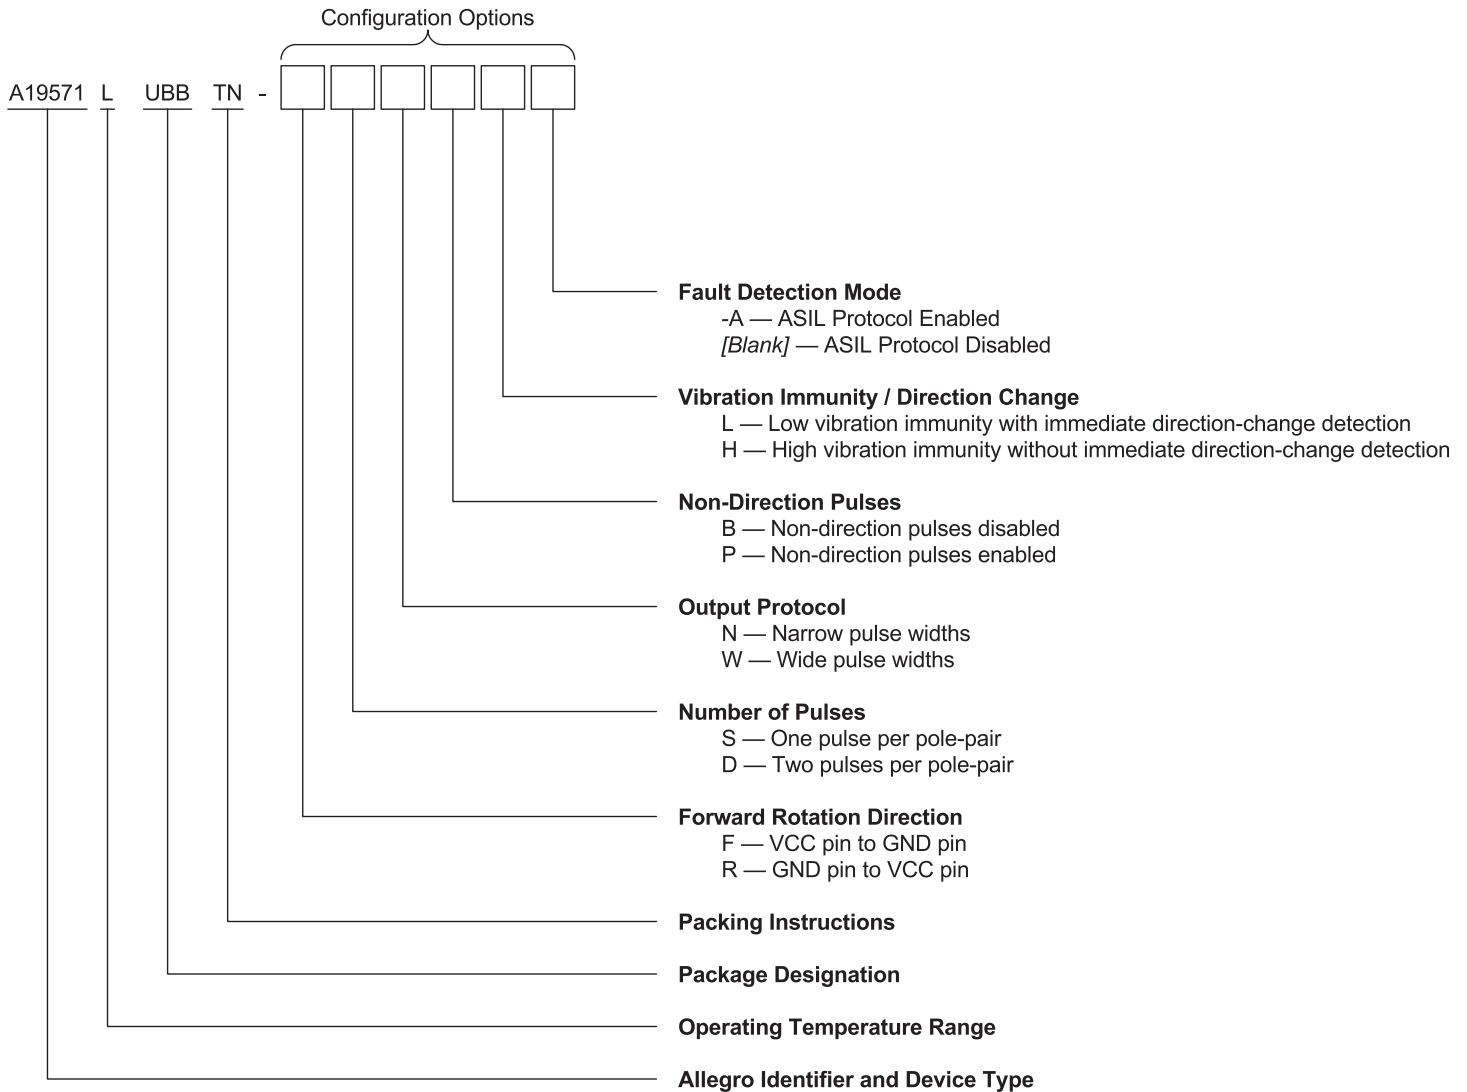 Configuration Options
A19571 L UBB TN -
Fault Detection Mode
-A — ASIL Protocol Enabled
[Blank] — ASIL Protocol Disabled
Vibration Immunity / Direction Change
L — Low vibration immunity with immediate direction-change detection
H — High vibration immunity without immediate direction-change detection
Non-Direction Pulses
B — Non-direction pulses disabled
P — Non-direction pulses enabled
Output Protocol
N — Narrow pulse widths
W — Wide pulse widths
Number of Pulses
S — One pulse per pole-pair
D — Two pulses per pole-pair
Forward Rotation Direction
F — VCC pin to GND pin
R — GND pin to VCC pin
Packing Instructions
Package Designation
Operating Temperature Range
Allegro Identifier and Device Type